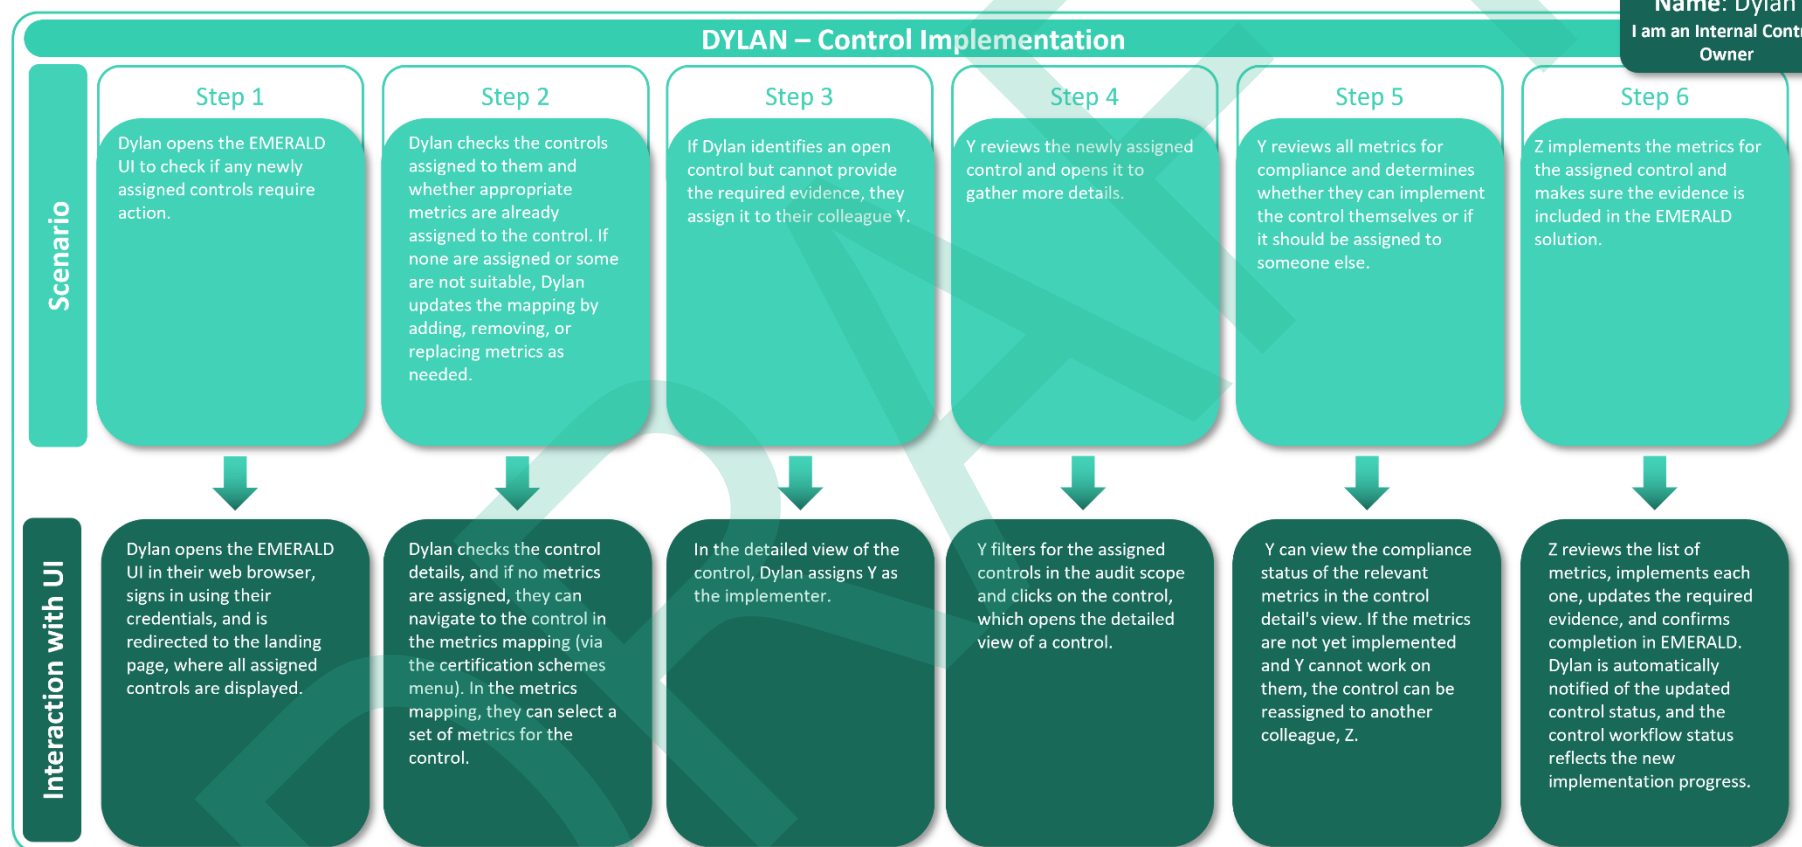 Name: Dylan
I am an Internal Contr
Owner
DYLAN – Control Implementation
Scenario
Step 1
Dylan opens the EMERALD
UI to check if any newly
assigned controls require
action.
Step 2
Dylan checks the controls
assigned to them and
whether appropriate
metrics are already
assigned to the control. If
none are assigned or some
are not suitable, Dylan
updates the mapping by
adding, removing, or
replacing metrics as
needed.
Step 3
If Dylan identifies an open
control but cannot provide
the required evidence, they
assign it to their colleague Y.
Step 4
Y reviews the newly assigned
control and opens it to
gather more details.
Step 5
Y reviews all metrics for
compliance and determines
whether they can implement
the control themselves or if
it should be assigned to
someone else.
Step 6
Z implements the metrics for
the assigned control and
makes sure the evidence is
included in the EMERALD
solution.
Interaction with UI
Dylan opens the EMERALD
UI in their web browser,
signs in using their
credentials, and is
redirected to the landing
page, where all assigned
controls are displayed.
Dylan checks the control
details, and if no metrics
are assigned, they can
navigate to the control in
the metrics mapping (via
the certification schemes
menu). In the metrics
mapping, they can select a
set of metrics for the
control.
In the detailed view of the
control, Dylan assigns Y as
the implementer.
Y filters for the assigned
controls in the audit scope
and clicks on the control,
which opens the detailed
view of a control.
Y can view the compliance
status of the relevant
metrics in the control
detail's view. If the metrics
are not yet implemented
and Y cannot work on
them, the control can be
reassigned to another
colleague, Z.
Z reviews the list of
metrics, implements each
one, updates the required
evidence, and confirms
completion in EMERALD.
Dylan is automatically
notified of the updated
control status, and the
control workflow status
reflects the new
implementation progress.